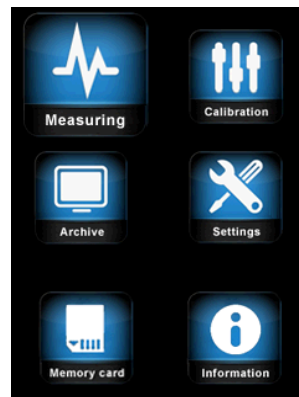 Measuring
Calibration
Archive
Settings
Memory card
Information